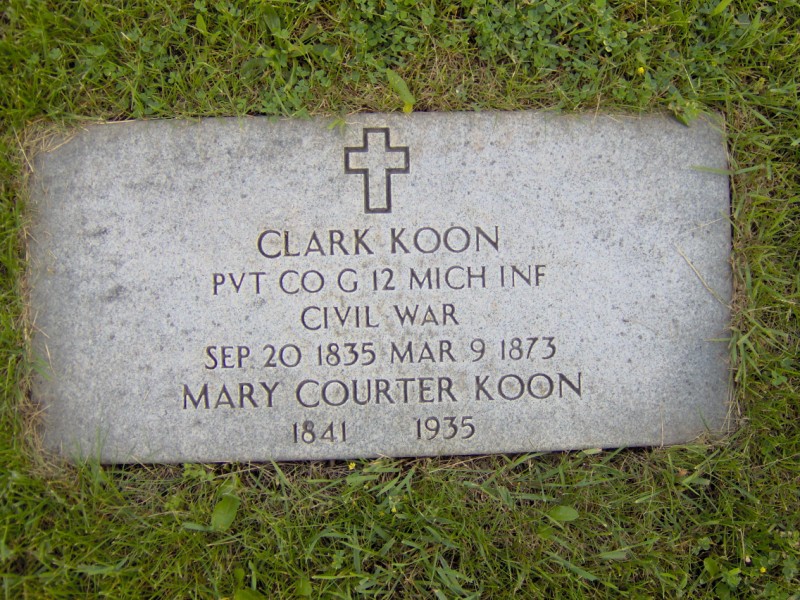 CLARK KOON
PVT CO G 12 MICH INF
CIVIL WAR
SEP 20 1835 MAR 9 1873
MARY COURTER KOON
1841 1935